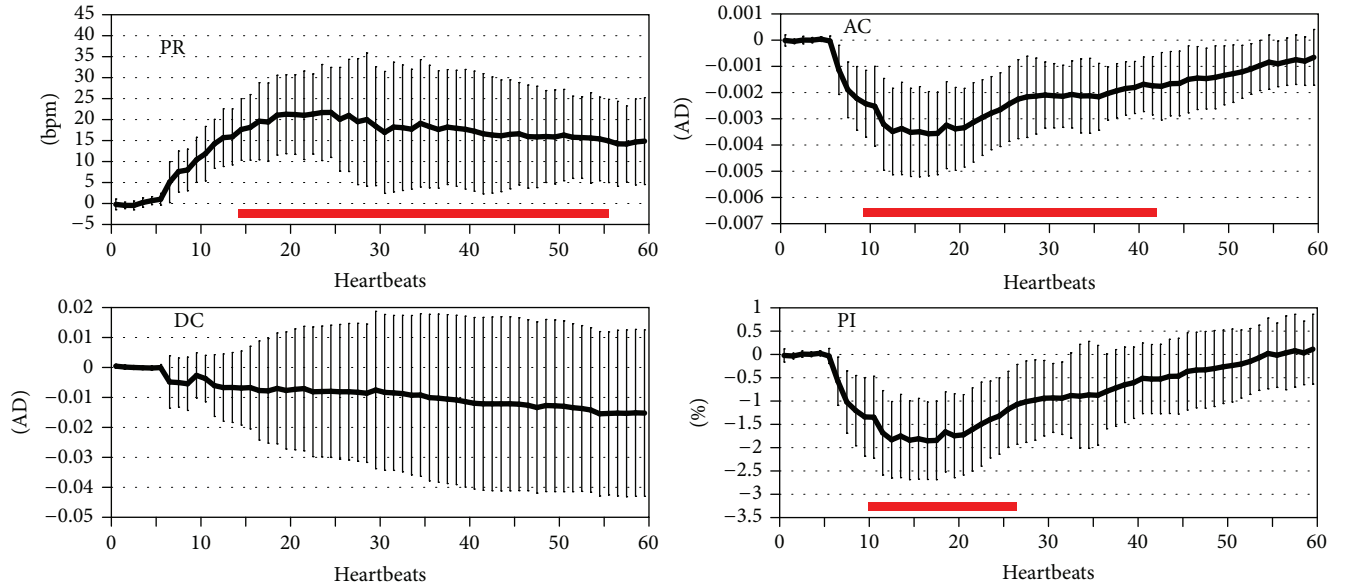 PR
(bpm)
45
40
35
30
25
20
15
10
5
0
−5
0 10 20 30 40 50 60
Heartbeats
AC
(AD)
0.001
0
−0.001
−0.002
−0.003
−0.004
−0.005
−0.006
−0.007
0 10 20 30 40 50 60
Heartbeats
DC
(AD)
0.02
0.01
0
−0.01
−0.02
−0.03
−0.04
−0.05
0 10 20 30 40 50 60
Heartbeats
PI
(%)
1
0.5
0
−0.5
−1
−1.5
−2
−2.5
−3
−3.5
0 10 20 30 40 50 60
Heartbeats